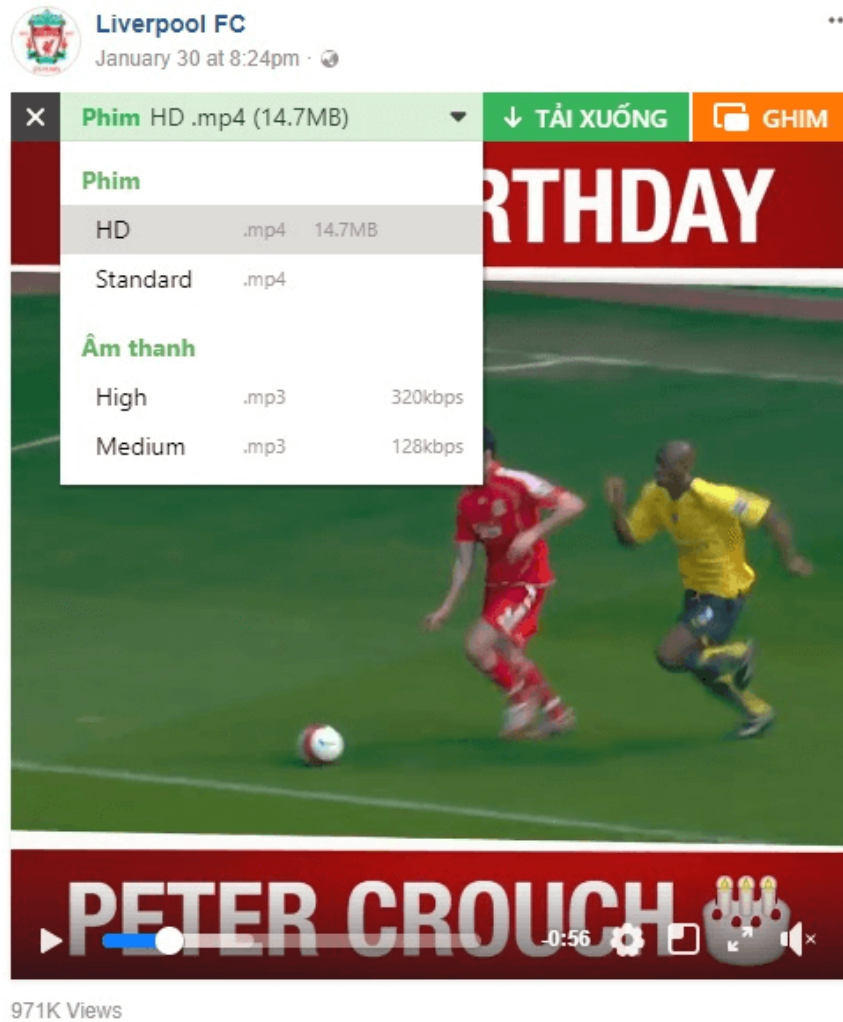 Liverpool FC
January 30 at 8:24pm ·
Phim HD .mp4 (14.7MB)
TẢI XUỐNG
GHIM
Phim
HD .mp4 14.7MB
Standard .mp4
Âm thanh
High .mp3 320kbps
Medium .mp3 128kbps
RTHDAY
PETER CROUCH
-0:56
971K Views